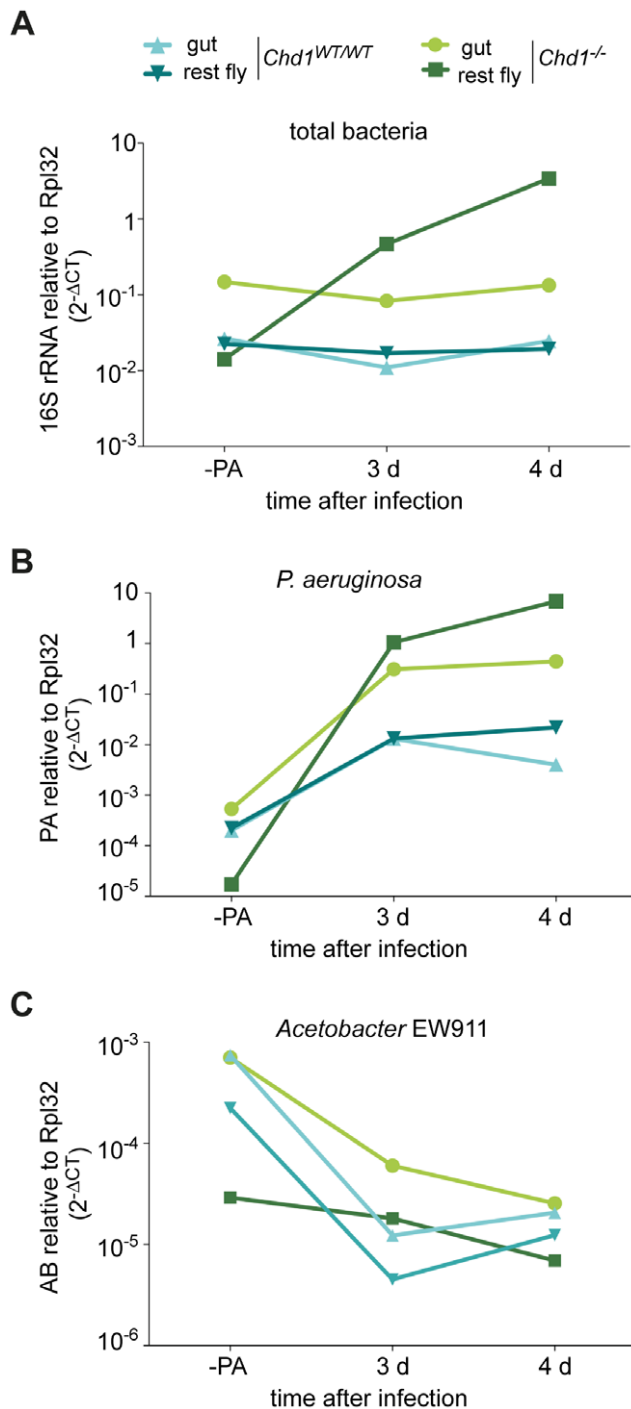 A
gut
rest fly
Chd1^WT/WT
gut
rest fly
Chd1^-/-
total bacteria
16S rRNA relative to Rpl32
(2^-ΔCT)
10
1
10^-1
10^-2
10^-3
-PA
3 d
4 d
time after infection
B
P. aeruginosa
PA relative to Rpl32
(2^-ΔCT)
10
1
10^-1
10^-2
10^-3
10^-4
10^-5
-PA
3 d
4 d
time after infection
C
Acetobacter EW911
AB relative to Rpl32
(2^-ΔCT)
10^-3
10^-4
10^-5
10^-6
-PA
3 d
4 d
time after infection